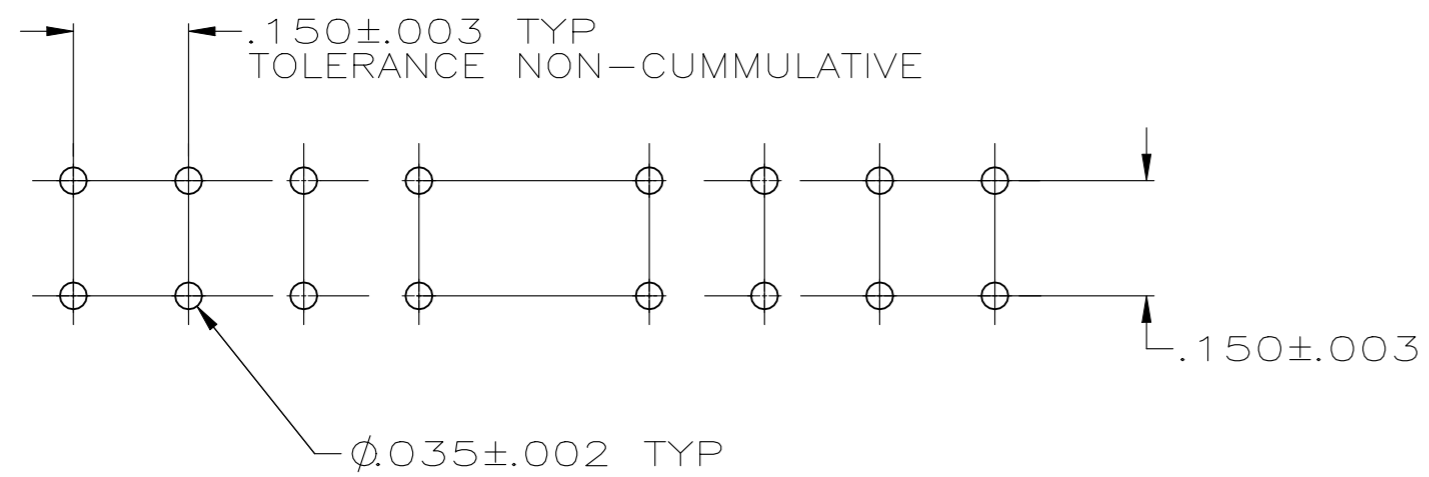 .150±.003 TYP
TOLERANCE NON-CUMMULATIVE
.150±.003
Ø.035±.002 TYP